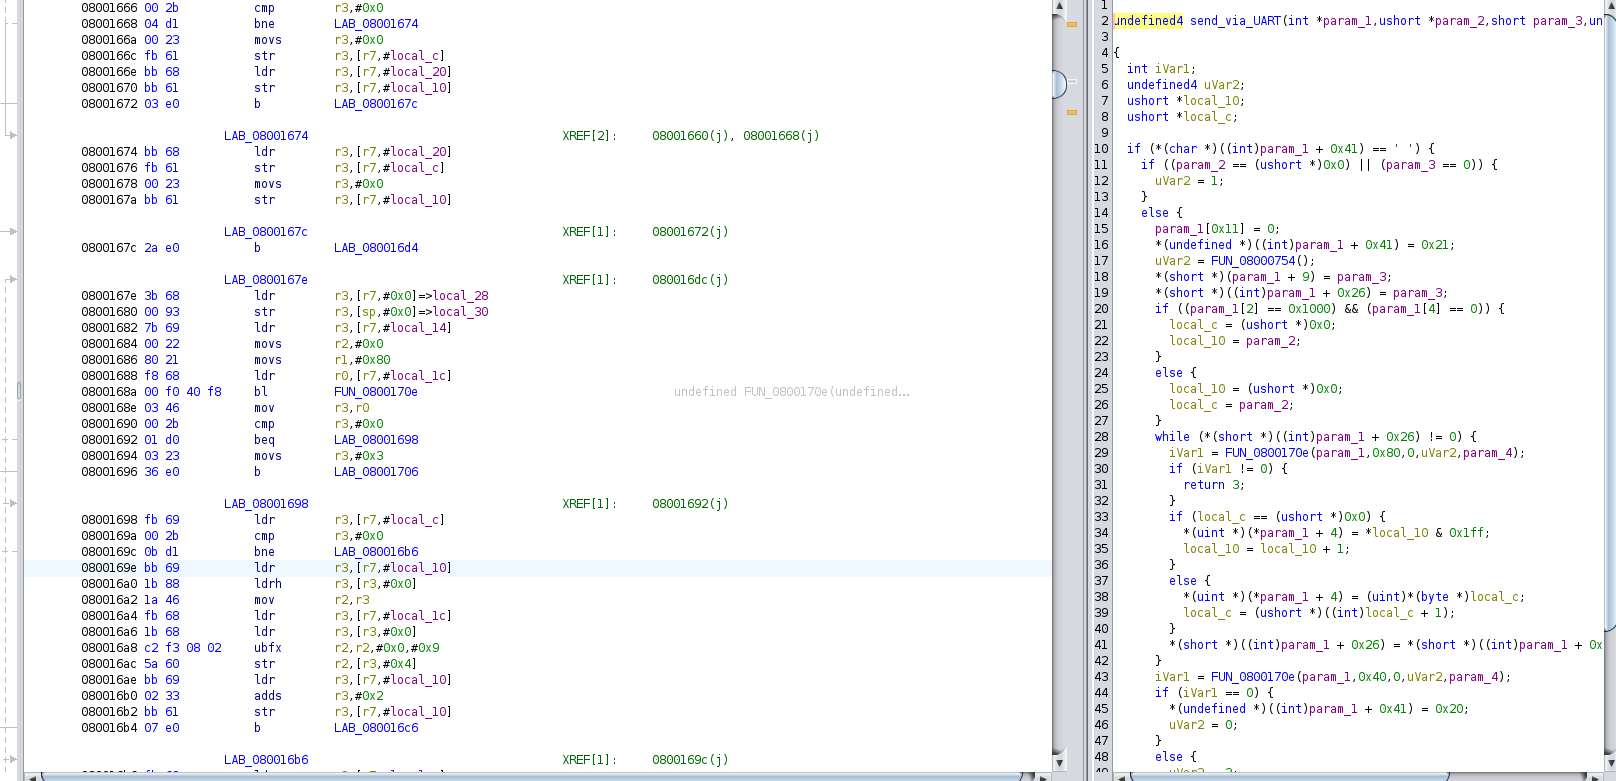 08001666 00 2b cmp r3,#0x0
08001668 04 d1 bne LAB_08001674
0800166a 00 23 movs r3,#0x0
0800166c fb 61 str r3,[r7,#local_c]
0800166e bb 68 ldr r3,[r7,#local_20]
08001670 bb 61 str r3,[r7,#local_10]
08001672 03 e0 b LAB_0800167c
LAB_08001674 XREF[2]: 08001660(j), 08001668(j)
08001674 bb 68 ldr r3,[r7,#local_20]
08001676 fb 61 str r3,[r7,#local_c]
08001678 00 23 movs r3,#0x0
0800167a bb 61 str r3,[r7,#local_10]
LAB_0800167c XREF[1]: 08001672(j)
0800167c 2a e0 b LAB_080016d4
LAB_0800167e XREF[1]: 080016dc(j)
0800167e 3b 68 ldr r3,[r7,#0x0]=>local_28
08001680 00 93 str r3,[sp,#0x0]=>local_30
08001682 7b 69 ldr r3,[r7,#local_14]
08001684 00 22 movs r2,#0x0
08001686 80 21 movs r1,#0x80
08001688 f8 68 ldr r0,[r7,#local_1c]
0800168a 00 f0 40 f8 bl FUN_0800170e undefined FUN_0800170e(undefined...
0800168e 03 46 mov r3,r0
08001690 00 2b cmp r3,#0x0
08001692 01 d0 beq LAB_08001698
08001694 03 23 movs r3,#0x3
08001696 36 e0 b LAB_08001706
LAB_08001698 XREF[1]: 08001692(j)
08001698 fb 69 ldr r3,[r7,#local_c]
0800169a 00 2b cmp r3,#0x0
0800169c 0b d1 bne LAB_080016b6
0800169e bb 69 ldr r3,[r7,#local_10]
080016a0 1b 88 ldrh r3,[r3,#0x0]
080016a2 1a 46 mov r2,r3
080016a4 fb 68 ldr r3,[r7,#local_1c]
080016a6 1b 68 ldr r3,[r3,#0x0]
080016a8 c2 f3 08 02 ubfx r2,r2,#0x0,#0x9
080016ac 5a 60 str r2,[r3,#0x4]
080016ae bb 69 ldr r3,[r7,#local_10]
080016b0 02 33 adds r3,#0x2
080016b2 bb 61 str r3,[r7,#local_10]
080016b4 07 e0 b LAB_080016c6
LAB_080016b6 XREF[1]: 0800169c(j)
1
2 undefined4 send_via_UART(int *param_1,ushort *param_2,short param_3,un
3
4 {
5 int iVar1;
6 undefined4 uVar2;
7 ushort *local_10;
8 ushort *local_c;
9
10 if (*(char *)((int)param_1 + 0x41) == ' ') {
11 if ((param_2 == (ushort *)0x0) || (param_3 == 0)) {
12 uVar2 = 1;
13 }
14 else {
15 param_1[0x11] = 0;
16 *(undefined *)((int)param_1 + 0x41) = 0x21;
17 uVar2 = FUN_08000754();
18 *(short *)(param_1 + 9) = param_3;
19 *(short *)((int)param_1 + 0x26) = param_3;
20 if ((param_1[2] == 0x1000) && (param_1[4] == 0)) {
21 local_c = (ushort *)0x0;
22 local_10 = param_2;
23 }
24 else {
25 local_10 = (ushort *)0x0;
26 local_c = param_2;
27 }
28 while (*(short *)((int)param_1 + 0x26) != 0) {
29 iVar1 = FUN_0800170e(param_1,0x80,0,uVar2,param_4);
30 if (iVar1 != 0) {
31 return 3;
32 }
33 if (local_c == (ushort *)0x0) {
34 *(uint *)(*param_1 + 4) = *local_10 & 0x1ff;
35 local_10 = local_10 + 1;
36 }
37 else {
38 *(uint *)(*param_1 + 4) = (uint)*(byte *)local_c;
39 local_c = (ushort *)((int)local_c + 1);
40 }
41 *(short *)((int)param_1 + 0x26) = *(short *)((int)param_1 + 0x
42 }
43 iVar1 = FUN_0800170e(param_1,0x40,0,uVar2,param_4);
44 if (iVar1 == 0) {
45 *(undefined *)((int)param_1 + 0x41) = 0x20;
46 uVar2 = 0;
47 }
48 else {